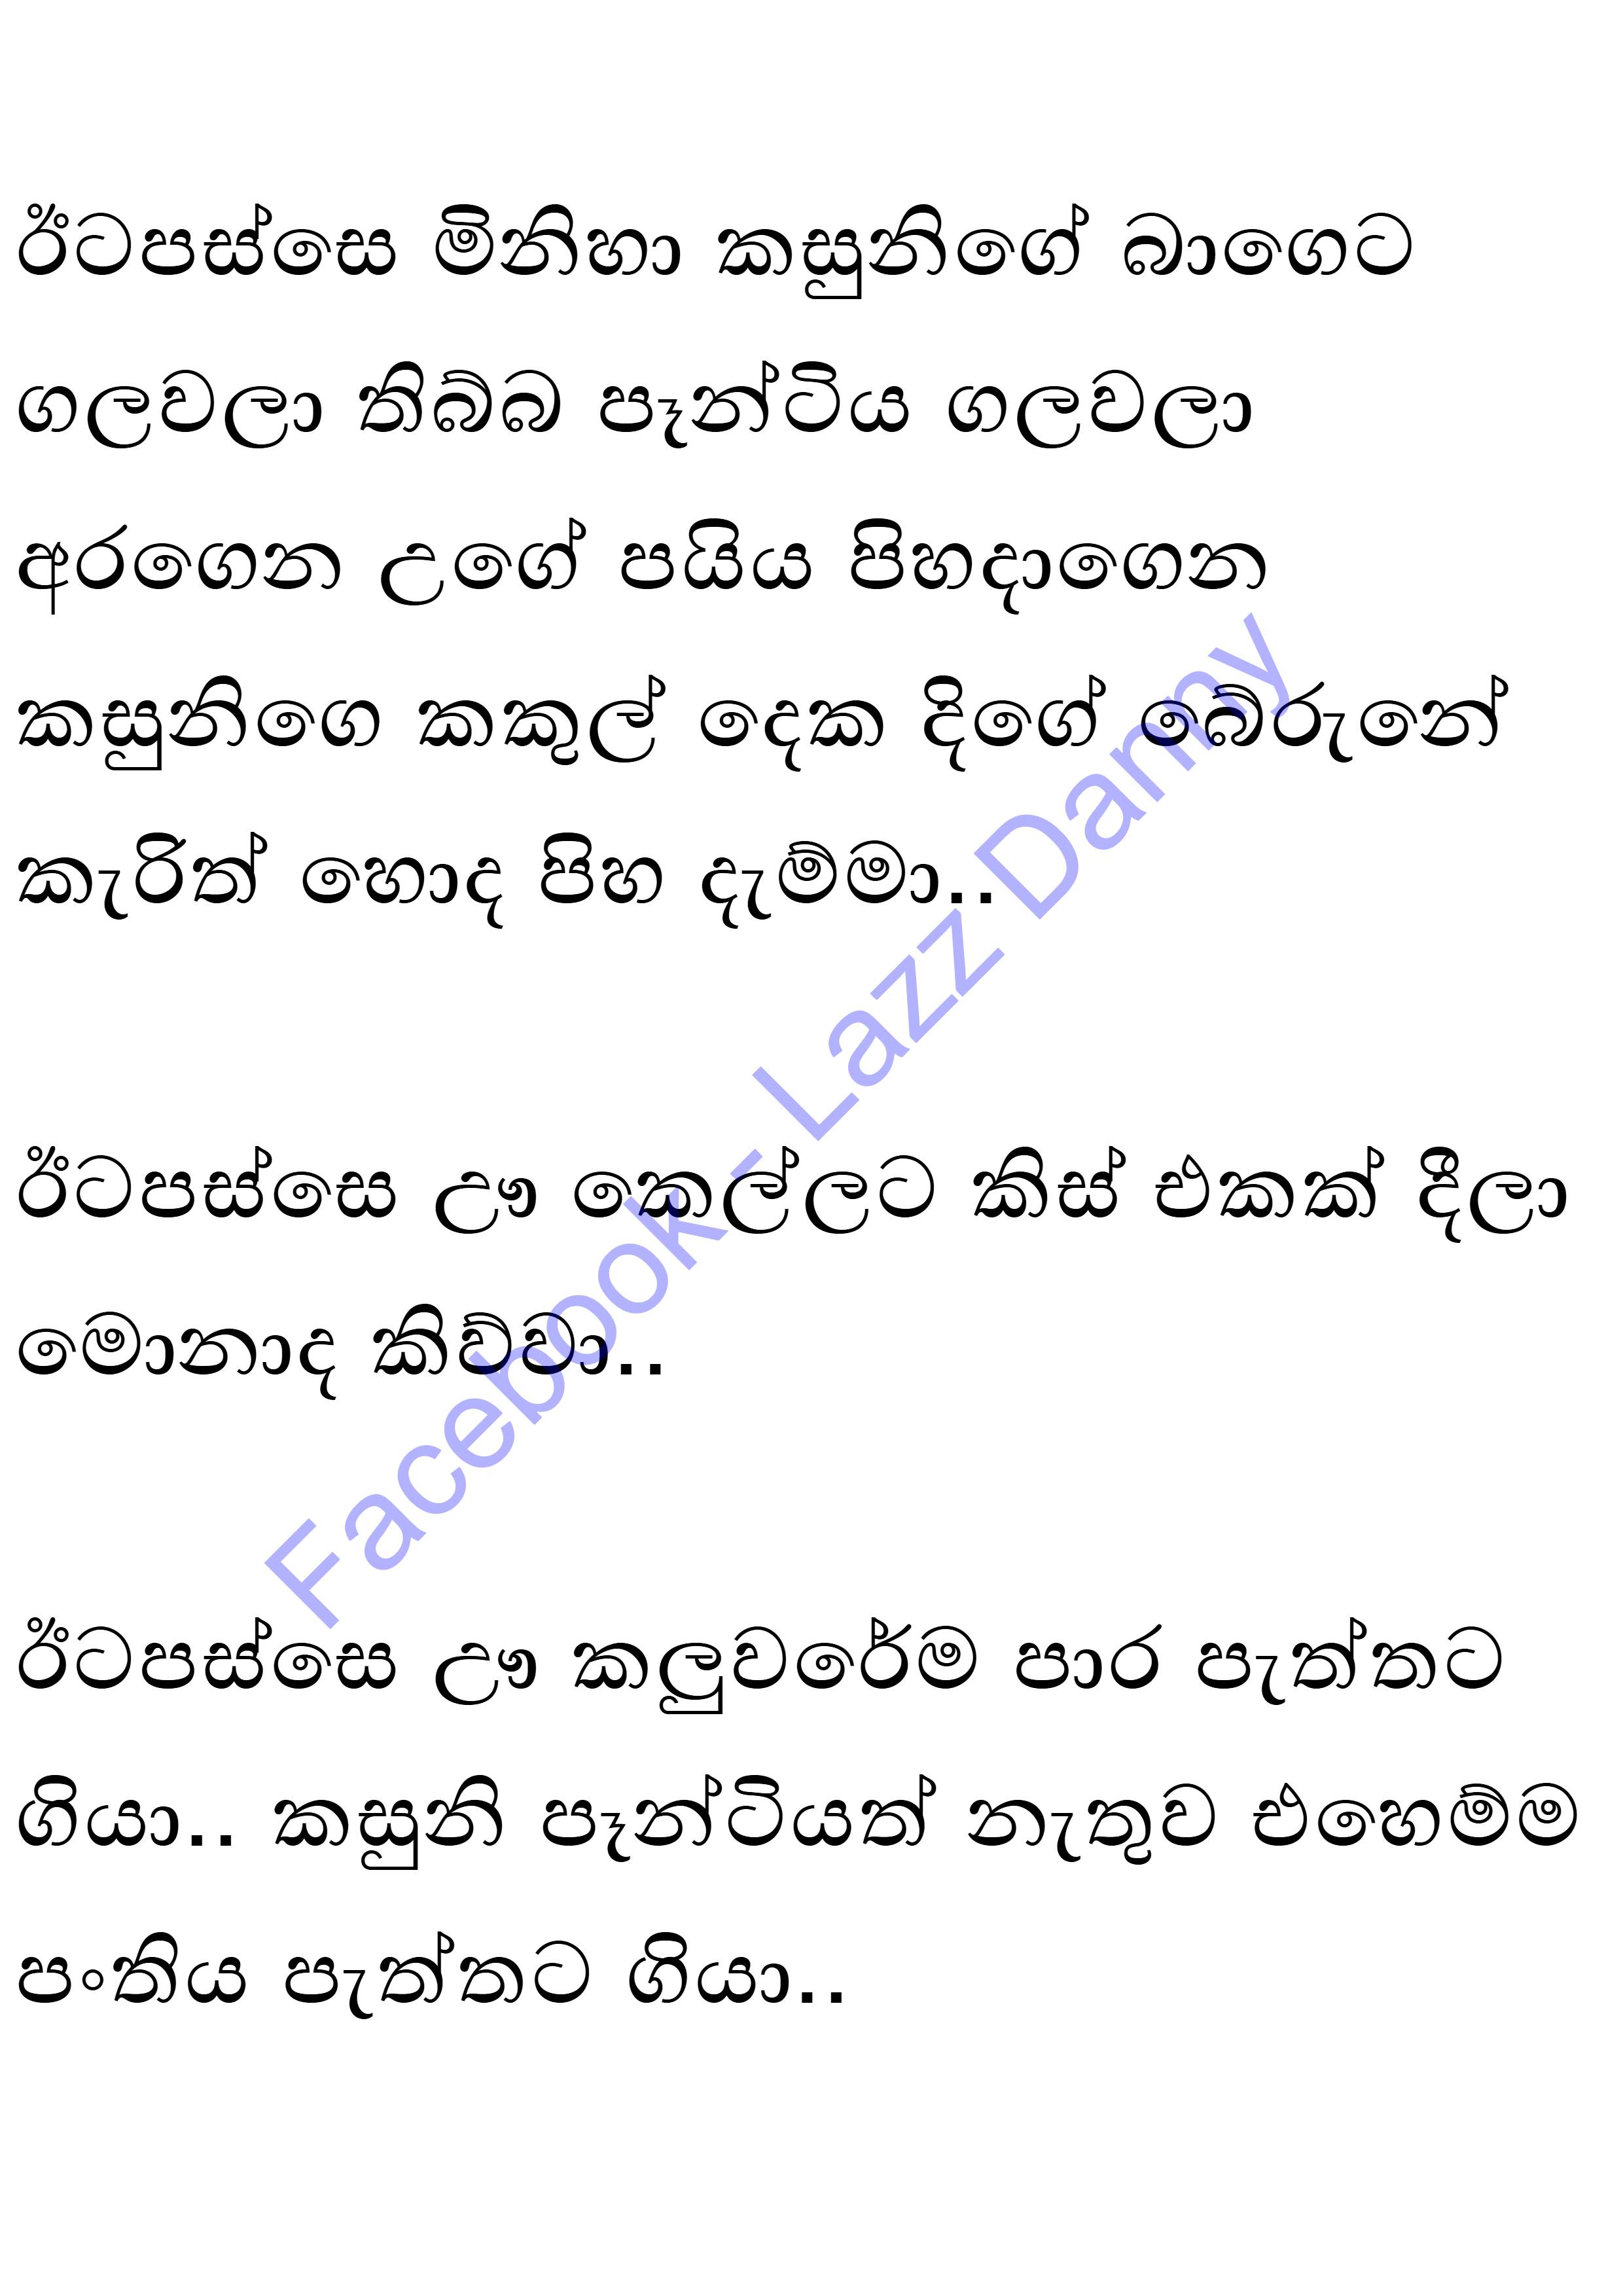 ඊටපස්සෙ මිනිහා කසුනිගේ බාගෙට
ගලවලා තිබ්බ පෑන්ටිය ගලවලා
අරගෙන උගේ පයිය පිහදාගෙන
කසුනිගෙ කකුල් දෙක දිගේ බේරුනේ
කැරිත් හොද පිහ දැම්මා..
ඊටපස්සෙ ඌ කෙල්ලට කිස් එකක් දීලා
මොනාද කිව්වා..
ඊටපස්සෙ ඌ කලුවරේම පාර පැත්තට
ගියා.. කසුනි පෑන්ටියත් නැතුව එහෙම්ම
පංතිය පැත්තට ගියා..
Facebook - Lazz Danny